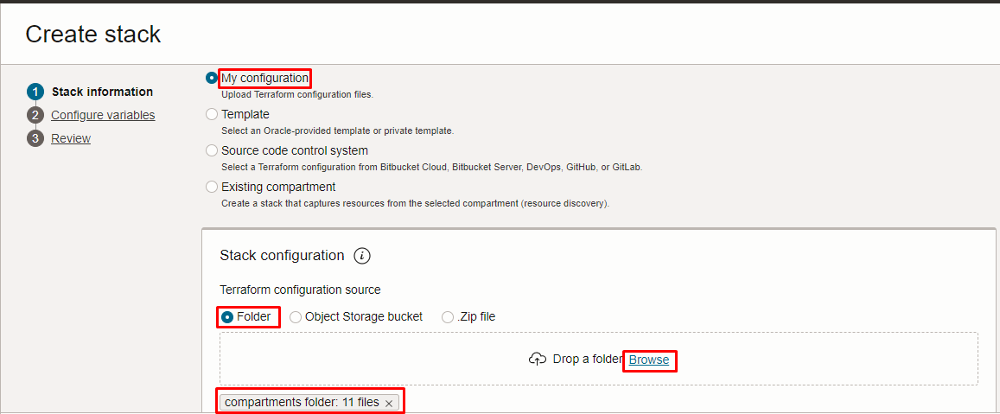 Create stack
1 Stack information
2 Configure variables
3 Review
My configuration
Upload Terraform configuration files.
Template
Select an Oracle-provided template or private template.
Source code control system
Select a Terraform configuration from Bitbucket Cloud, Bitbucket Server, DevOps, GitHub, or GitLab.
Existing compartment
Create a stack that captures resources from the selected compartment (resource discovery).
Stack configuration i
Terraform configuration source
Folder Object Storage bucket .Zip file
Drop a folder Browse
compartments folder: 11 files ×